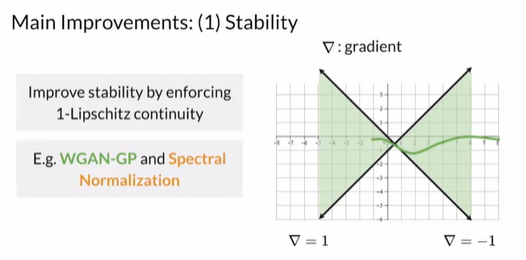 Main Improvements: (1) Stability
∇ : gradient
Improve stability by enforcing
1-Lipschitz continuity
E.g. WGAN-GP and Spectral
Normalization
∇ = 1
∇ = −1